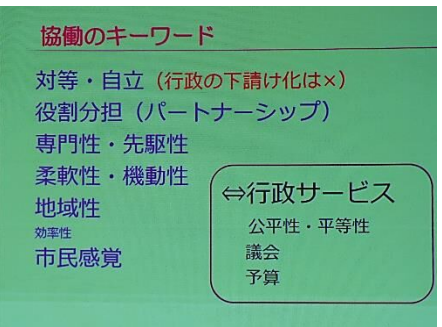 協働のキーワード
対等・自立（行政の下請け化は×）
役割分担（パートナーシップ）
専門性・先駆性
柔軟性・機動性
地域性
効率性
市民感覚
⇔行政サービス
公平性・平等性
議会
予算